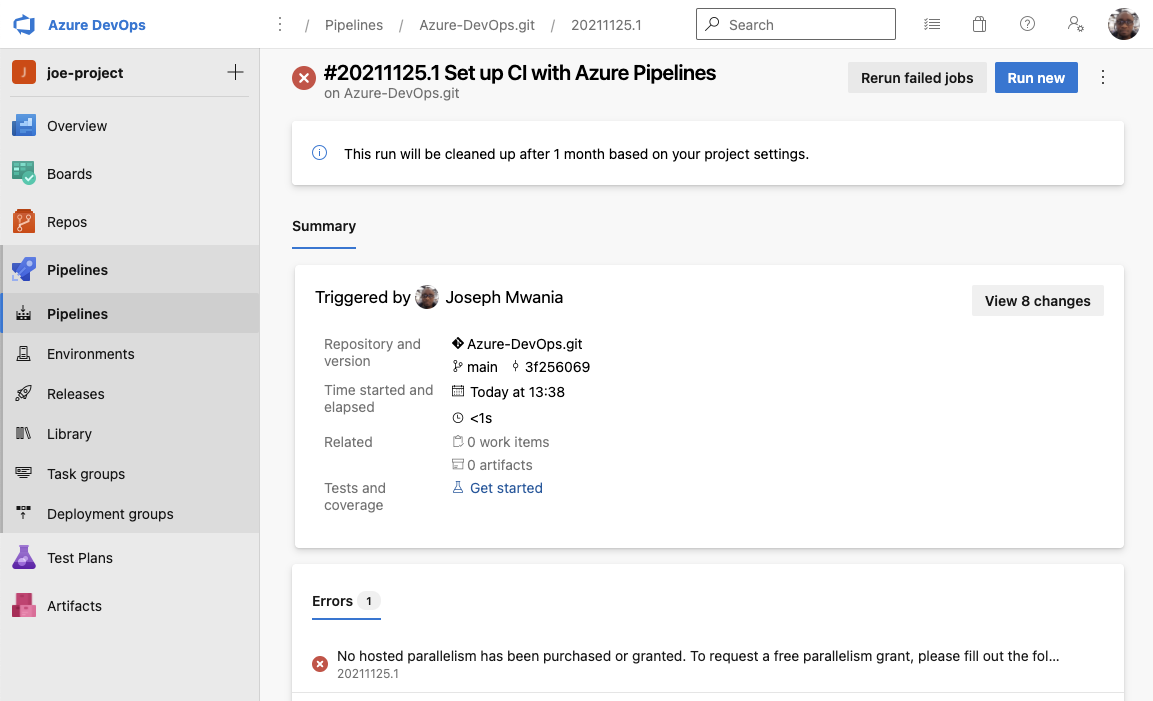 Azure DevOps
/ Pipelines / Azure-DevOps.git / 20211125.1
Search
J joe-project
Overview
Boards
Repos
Pipelines
Pipelines
Environments
Releases
Library
Task groups
Deployment groups
Test Plans
Artifacts
#20211125.1 Set up CI with Azure Pipelines
on Azure-DevOps.git
Rerun failed jobs
Run new
This run will be cleaned up after 1 month based on your project settings.
Summary
Triggered by Joseph Mwania
View 8 changes
Repository and
version
Azure-DevOps.git
main 3f256069
Time started and
elapsed
Today at 13:38
<1s
Related
0 work items
0 artifacts
Tests and
coverage
Get started
Errors 1
No hosted parallelism has been purchased or granted. To request a free parallelism grant, please fill out the fol...
20211125.1